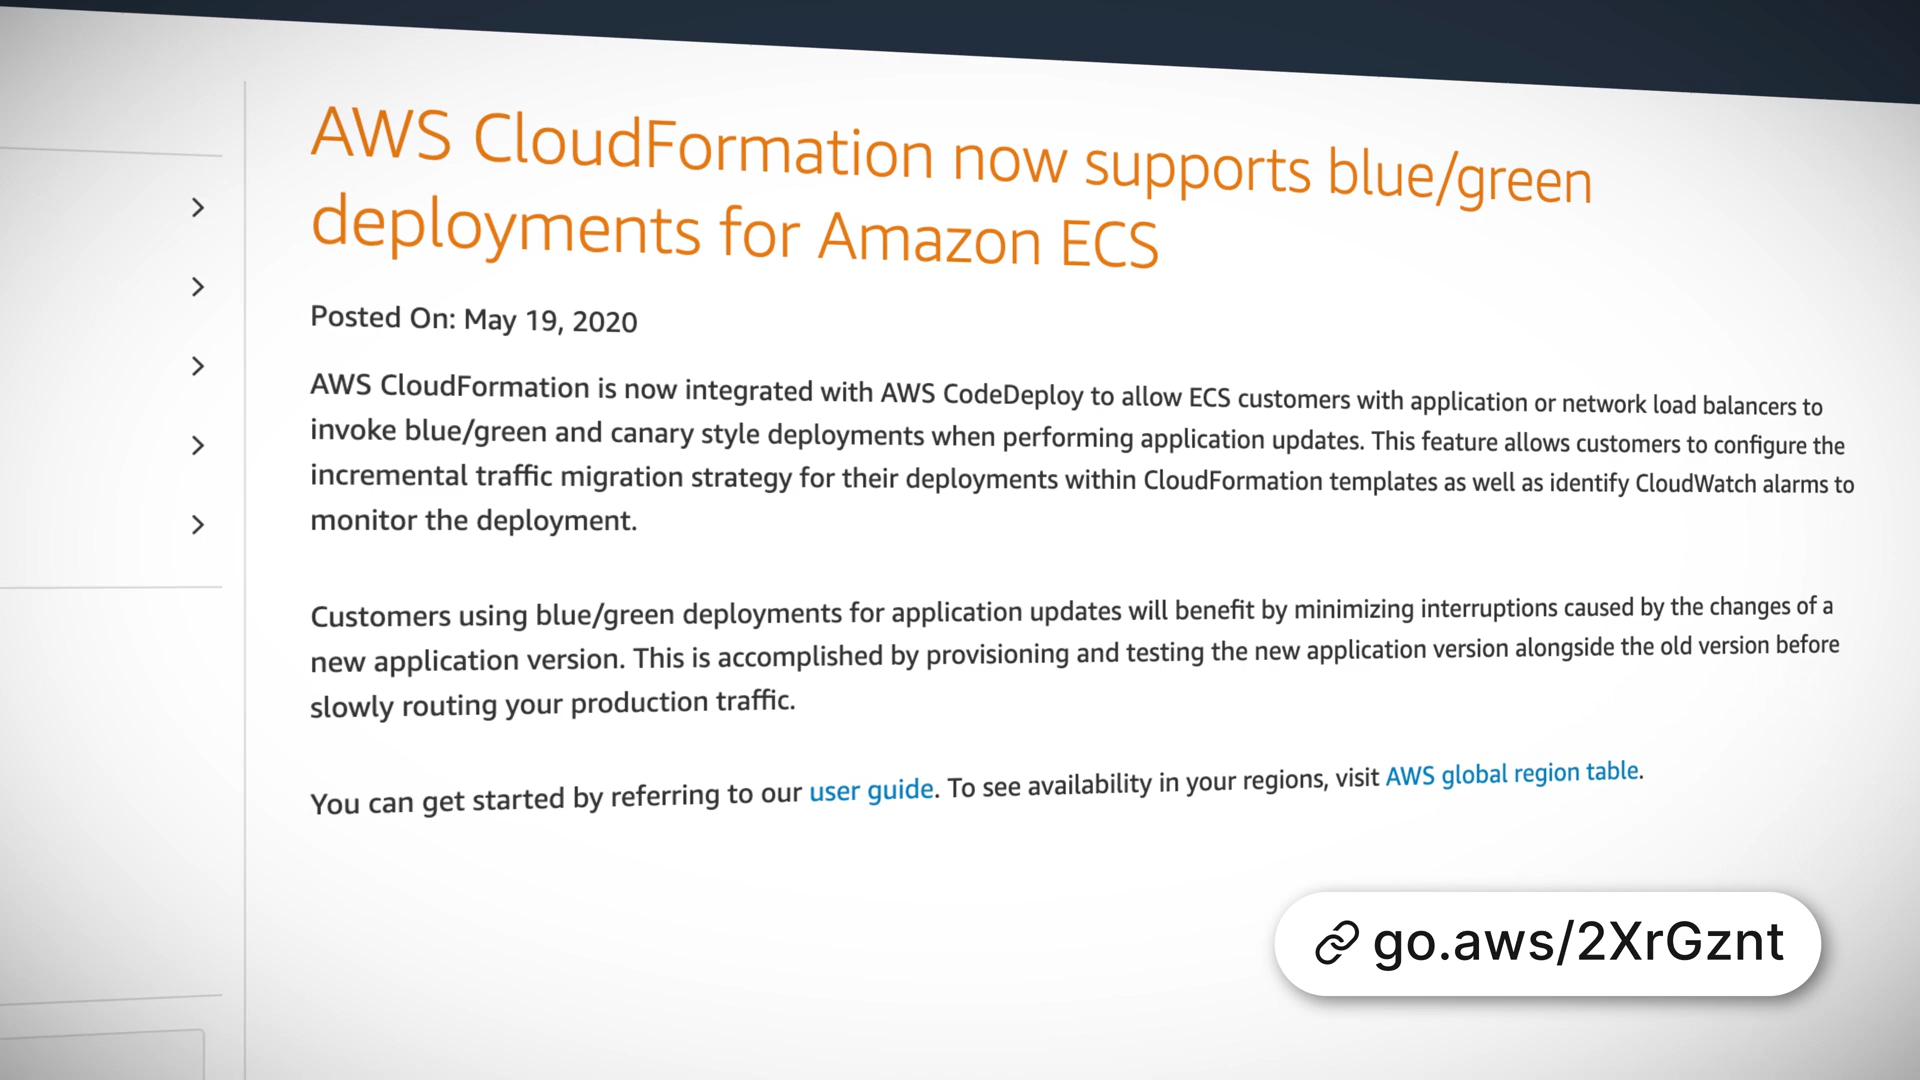 AWS CloudFormation now supports blue/green
deployments for Amazon ECS
Posted On: May 19, 2020
AWS CloudFormation is now integrated with AWS CodeDeploy to allow ECS customers with application or network load balancers to
invoke blue/green and canary style deployments when performing application updates. This feature allows customers to configure the
incremental traffic migration strategy for their deployments within CloudFormation templates as well as identify CloudWatch alarms to
monitor the deployment.
Customers using blue/green deployments for application updates will benefit by minimizing interruptions caused by the changes of a
new application version. This is accomplished by provisioning and testing the new application version alongside the old version before
slowly routing your production traffic.
You can get started by referring to our user guide. To see availability in your regions, visit AWS global region table.
go.aws/2XrGznt